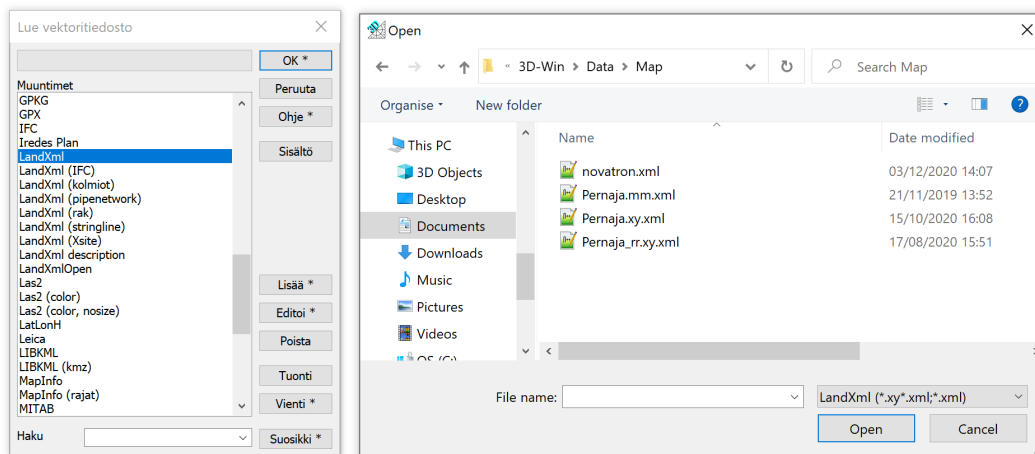 Lue vektoritiedosto
OK *
Muuntimet
Peruuta
GPKG
GPX
Ohje *
IFC
Iredes Plan
Sisältö
LandXml
LandXml (IFC)
LandXml (kolmiot)
LandXml (pipenetwork)
LandXml (rak)
LandXml (stringline)
LandXml (Xsite)
LandXml description
LandXmlOpen
Las2
Lisää *
Las2 (color)
Las2 (color, nosize)
Editoi *
LatLonH
Leica
Poista
LIBKML
LIBKML (kmz)
Tuonti
MapInfo
MapInfo (rajat)
Vienti *
MITAB
Haku
Suosikki *
Open
« 3D-Win > Data > Map
Search Map
Organise
New folder
?
This PC
3D Objects
Desktop
Documents
Downloads
Music
Pictures
Videos
OS (C:)
Name
Date modified
novatron.xml
03/12/2020 14:07
Pernaja.mm.xml
21/11/2019 13:52
Pernaja.xy.xml
15/10/2020 16:08
Pernaja_rr.xy.xml
17/08/2020 15:51
File name:
LandXml (*.xy*.xml;*.xml)
Open
Cancel